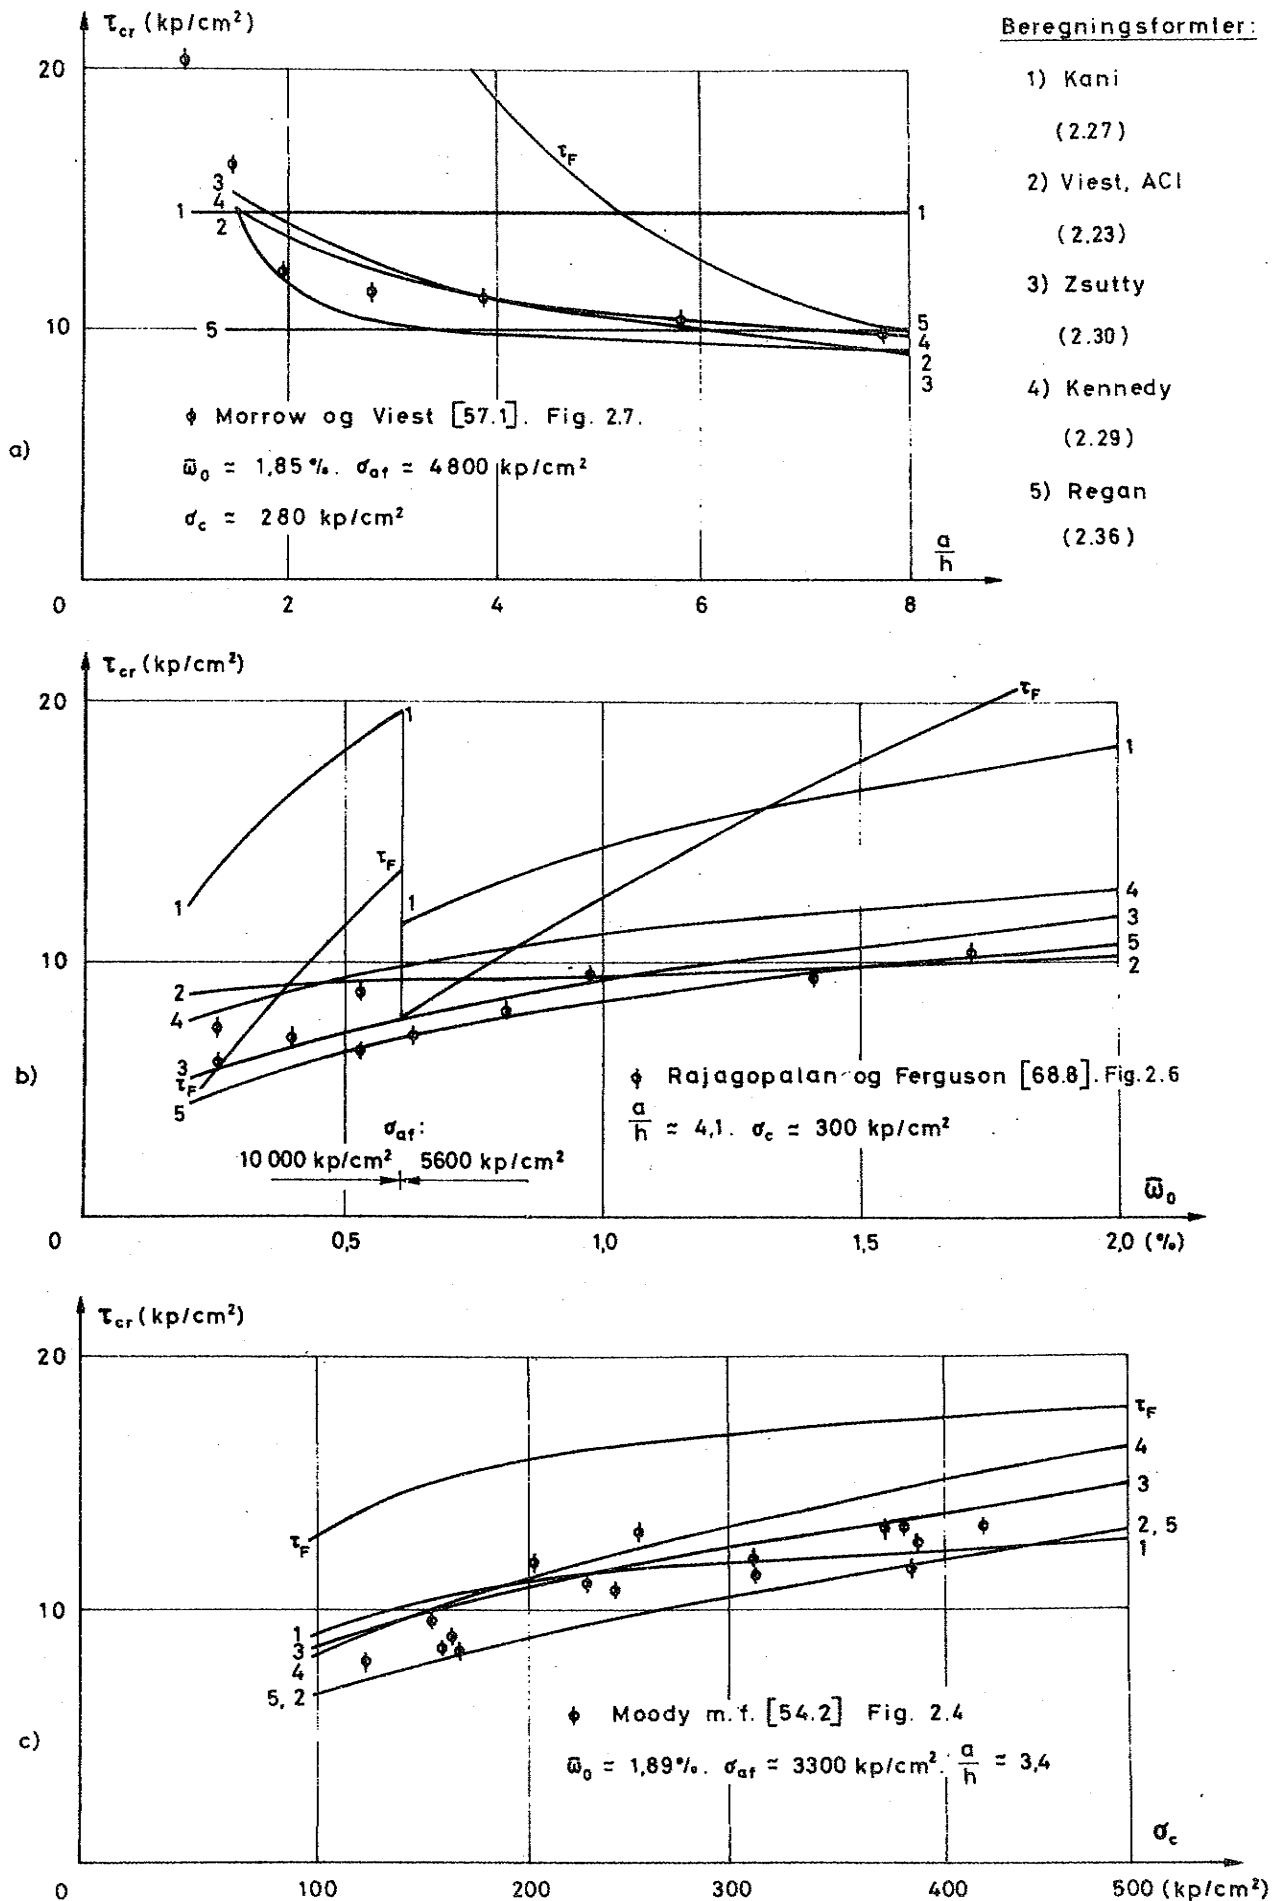 τcr (kp/cm²)
20
10
0
2
4
6
8
a/h
τF
3
4
1
2
5
1
5
4
2
3
ϕ Morrow og Viest [57.1]. Fig. 2.7.
ω̄₀ ≃ 1,85 %. σaf ≃ 4800 kp/cm²
σc ≃ 280 kp/cm²
a)
Beregningsformler:
1) Kani
(2.27)
2) Viest, ACI
(2.23)
3) Zsutty
(2.30)
4) Kennedy
(2.29)
5) Regan
(2.36)
τcr (kp/cm²)
20
10
0
0,5
1,0
1,5
2,0 (%)
ω̄₀
1
1
τF
1
τF
1
2
4
3
τF
5
4
3
5
2
ϕ Rajagopalan og Ferguson [68.8]. Fig. 2.6
a/h ≃ 4,1. σc ≃ 300 kp/cm²
σaf:
10 000 kp/cm²
5600 kp/cm²
b)
τcr (kp/cm²)
20
10
0
100
200
300
400
500 (kp/cm²)
σc
τF
τF
4
3
2, 5
1
1
3
4
5, 2
ϕ Moody m.f. [54.2] Fig. 2.4
ω̄₀ ≃ 1,89%. σaf ≃ 3300 kp/cm². a/h ≃ 3,4
c)